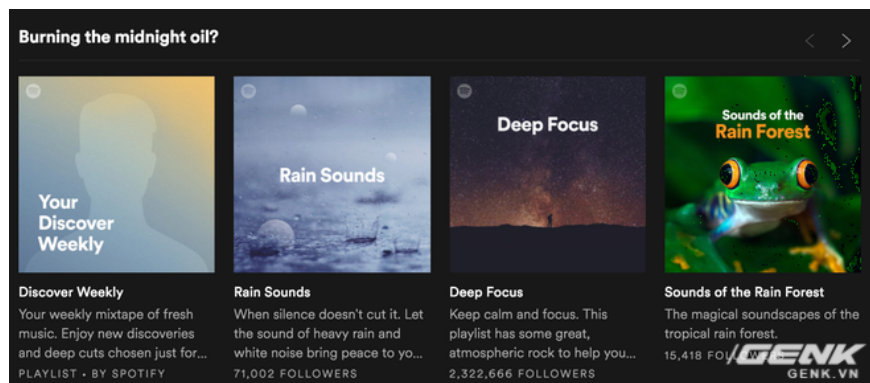 Burning the midnight oil?
Your
Discover
Weekly
Rain Sounds
Deep Focus
Sounds of the
Rain Forest
Discover Weekly
Your weekly mixtape of fresh
music. Enjoy new discoveries
and deep cuts chosen just for...
PLAYLIST • BY SPOTIFY
Rain Sounds
When silence doesn't cut it. Let
the sound of heavy rain and
white noise bring peace to yo...
71,002 FOLLOWERS
Deep Focus
Keep calm and focus. This
playlist has some great,
atmospheric rock to help you...
2,322,666 FOLLOWERS
Sounds of the Rain Forest
The magical soundscapes of the
tropical rain forest.
15,418 FOLLOWERS
GENK
GENK.VN